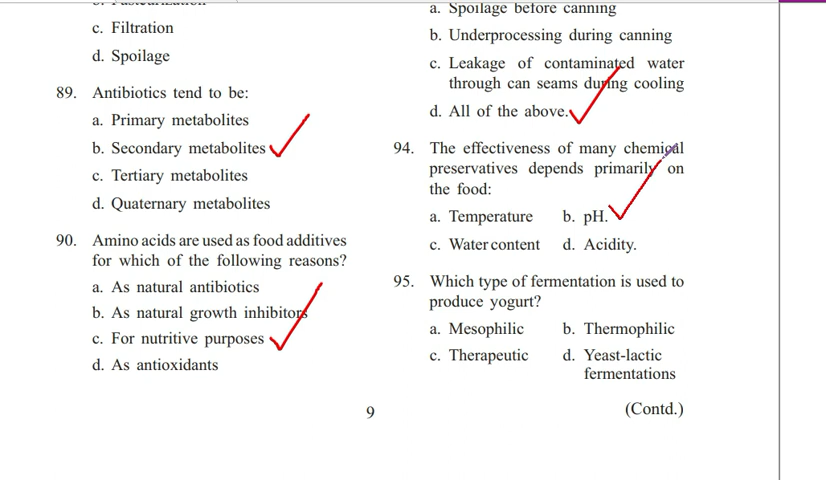 c. Filtration
d. Spoilage
89. Antibiotics tend to be:
a. Primary metabolites
b. Secondary metabolites
c. Tertiary metabolites
d. Quaternary metabolites
90. Amino acids are used as food additives
for which of the following reasons?
a. As natural antibiotics
b. As natural growth inhibitors
c. For nutritive purposes
d. As antioxidants
a. Spoilage before canning
b. Underprocessing during canning
c. Leakage of contaminated water
through can seams during cooling
d. All of the above.
94. The effectiveness of many chemical
preservatives depends primarily on
the food:
a. Temperature b. pH.
c. Water content d. Acidity.
95. Which type of fermentation is used to
produce yogurt?
a. Mesophilic b. Thermophilic
c. Therapeutic d. Yeast-lactic
fermentations
9
(Contd.)